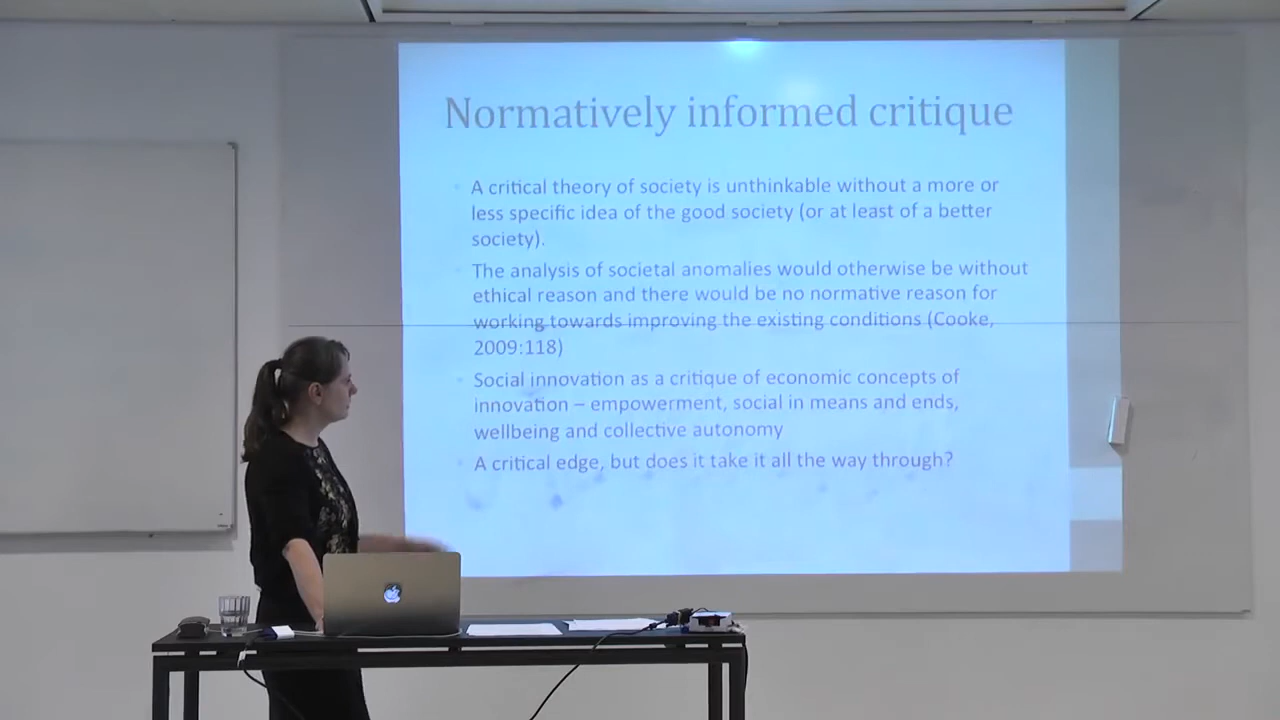 Normatively informed critique
A critical theory of society is unthinkable without a more or
less specific idea of the good society (or at least of a better
society).
The analysis of societal anomalies would otherwise be without
ethical reason and there would be no normative reason for
working towards improving the existing conditions (Cooke,
2009:118)
Social innovation as a critique of economic concepts of
innovation – empowerment, social in means and ends,
wellbeing and collective autonomy
A critical edge, but does it take it all the way through?